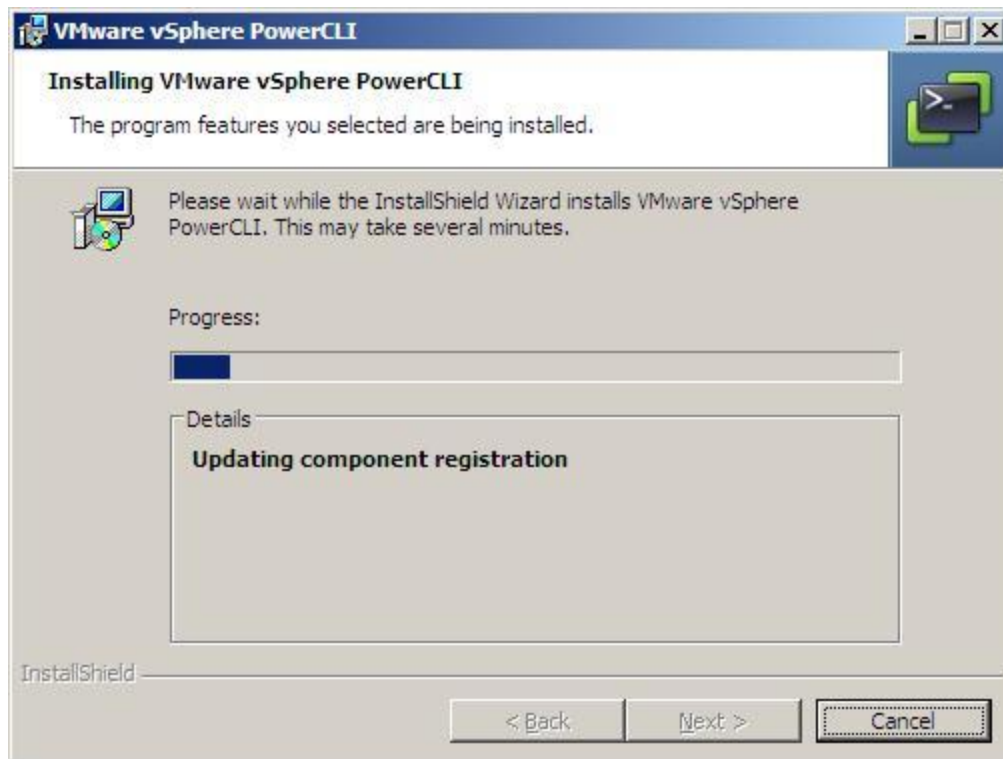 VMware vSphere PowerCLI
Installing VMware vSphere PowerCLI
The program features you selected are being installed.
>_
Please wait while the InstallShield Wizard installs VMware vSphere
PowerCLI. This may take several minutes.
Progress:
Details
Updating component registration
InstallShield
< Back
Next >
Cancel